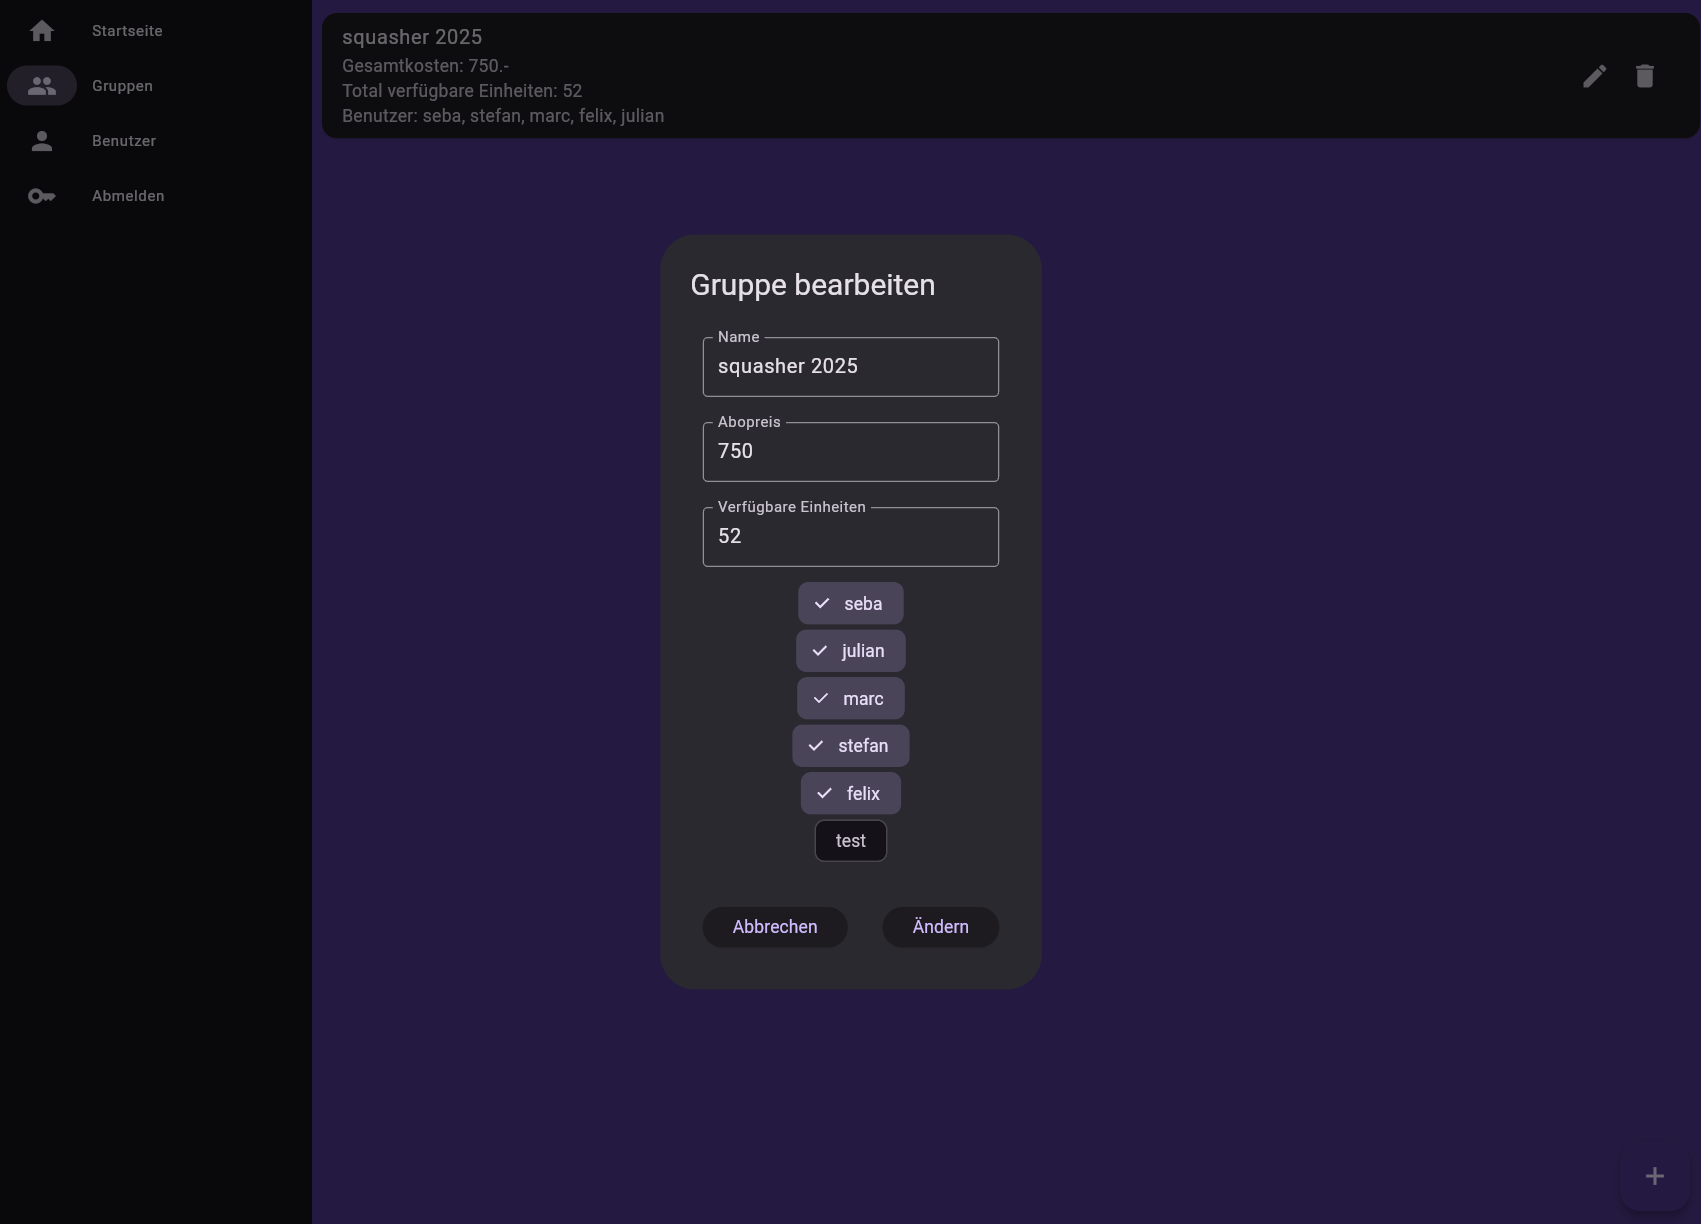 Startseite
Gruppen
Benutzer
Abmelden
squasher 2025
Gesamtkosten: 750.-
Total verfügbare Einheiten: 52
Benutzer: seba, stefan, marc, felix, julian
Gruppe bearbeiten
Name
squasher 2025
Abopreis
750
Verfügbare Einheiten
52
seba
julian
marc
stefan
felix
test
Abbrechen
Ändern